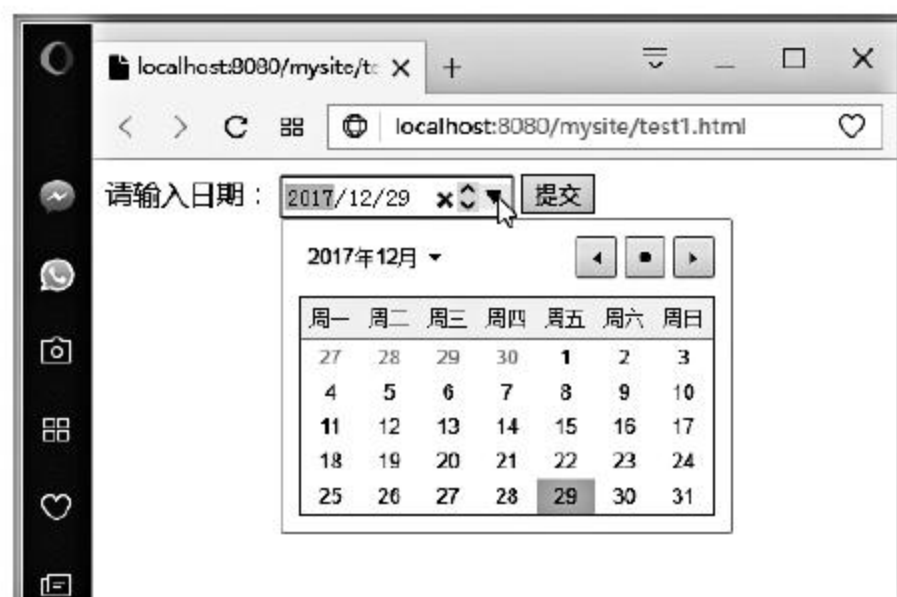 localhost:8080/mysite/te
localhost:8080/mysite/test1.html
请输入日期： 2017/12/29 提交
2017年12月
周一 周二 周三 周四 周五 周六 周日
27 28 29 30 1 2 3
4 5 6 7 8 9 10
11 12 13 14 15 16 17
18 19 20 21 22 23 24
25 26 27 28 29 30 31